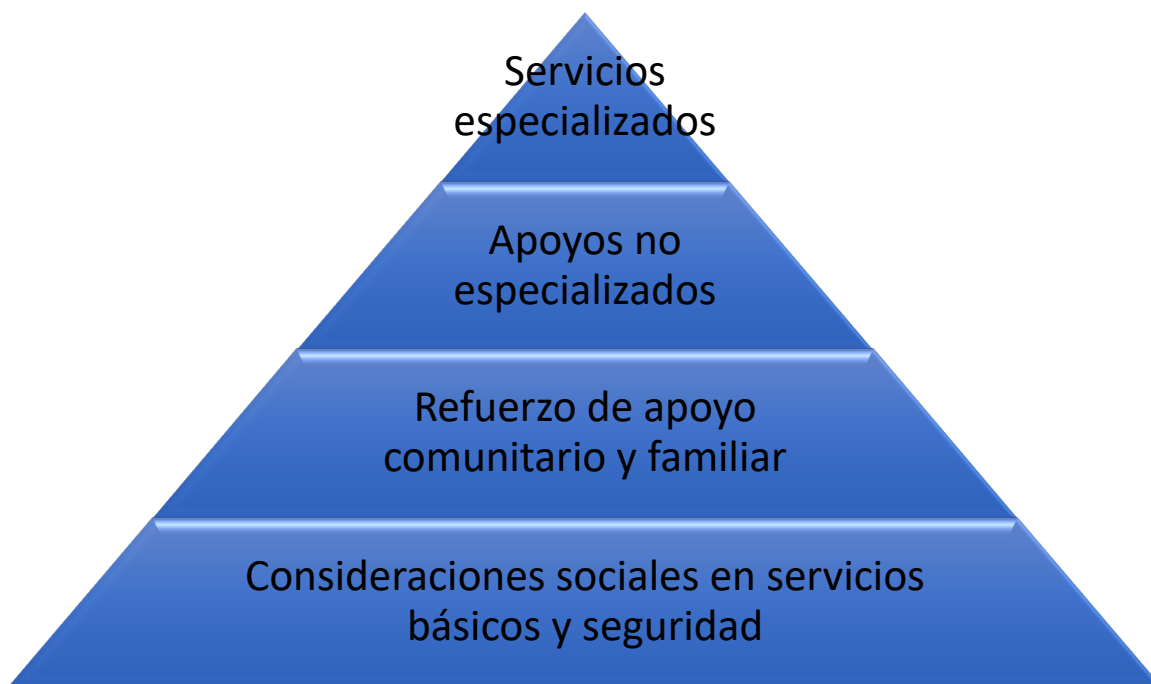 Servicios
especializados
Apoyos no
especializados
Refuerzo de apoyo
comunitario y familiar
Consideraciones sociales en servicios
básicos y seguridad